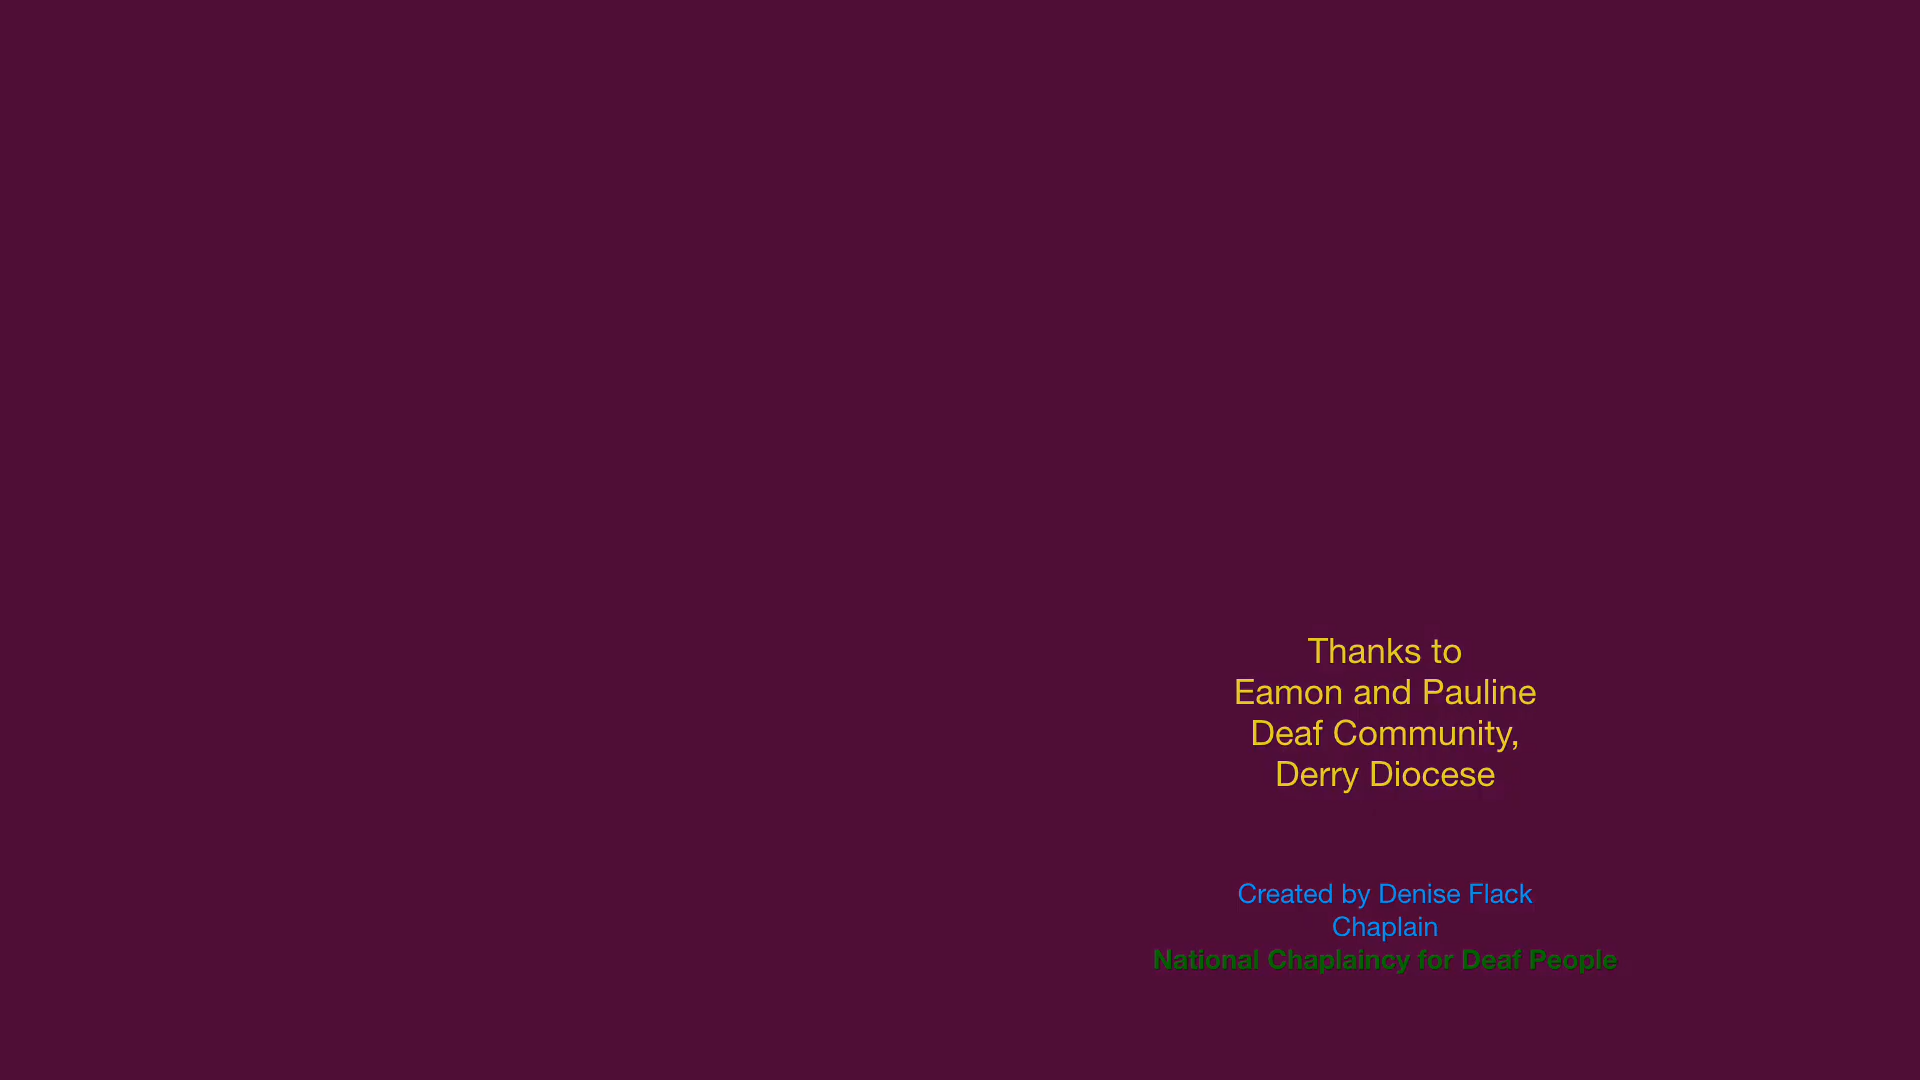 Thanks to
Eamon and Pauline
Deaf Community,
Derry Diocese
Created by Denise Flack
Chaplain
National Chaplaincy for Deaf People